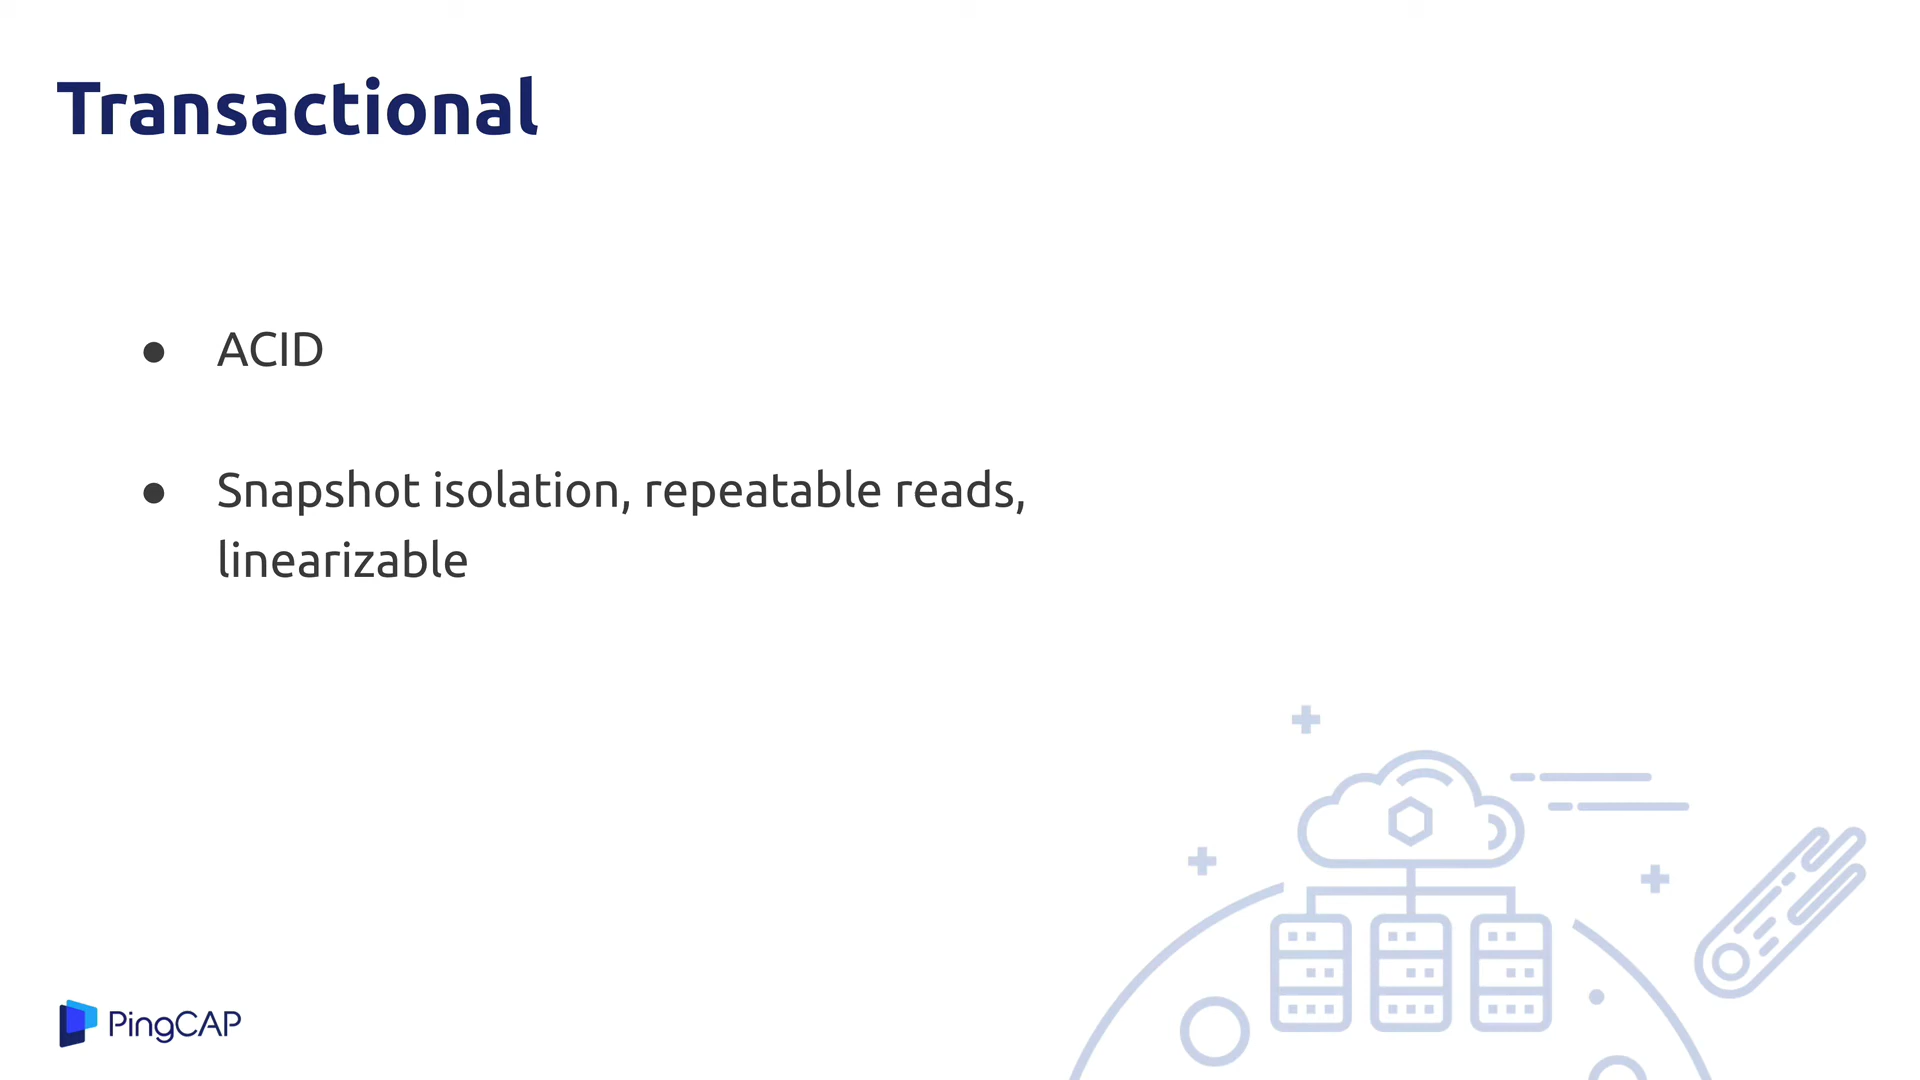 Transactional
● ACID
● Snapshot isolation, repeatable reads,
linearizable
PingCAP